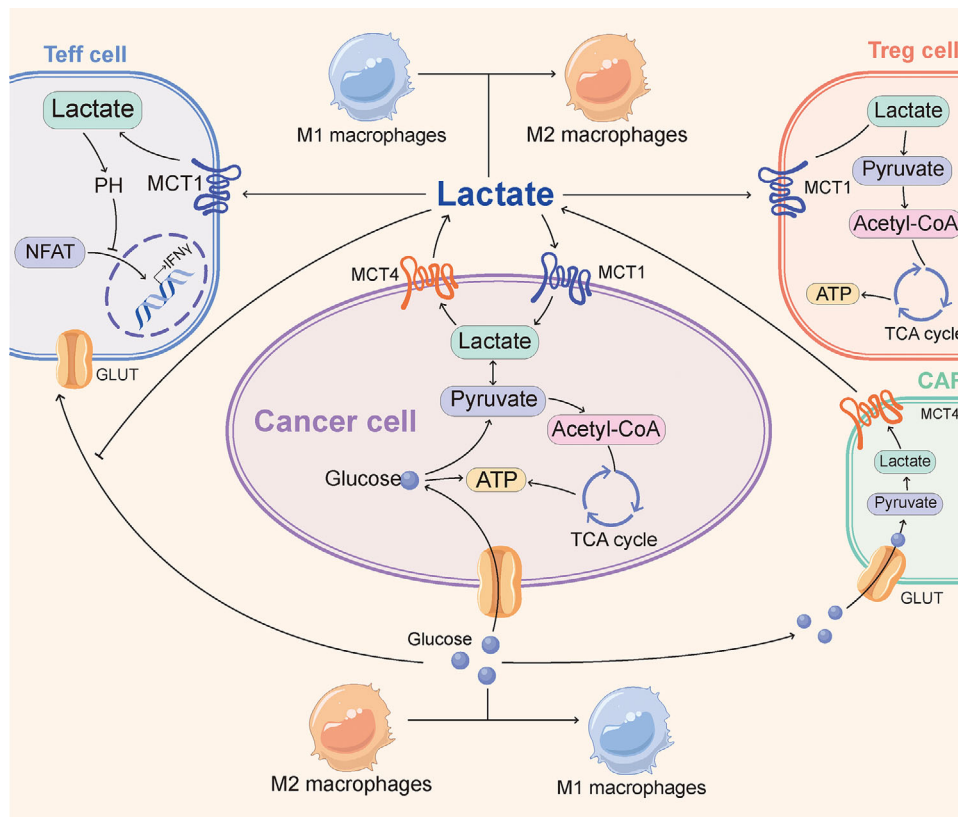 Teff cell
Treg cell
M1 macrophages
M2 macrophages
Lactate
PH
MCT1
NFAT
IFNγ
GLUT
Lactate
MCT4
MCT1
Lactate
Pyruvate
Acetyl-CoA
Cancer cell
Glucose
ATP
TCA cycle
MCT1
Lactate
Pyruvate
Acetyl-CoA
ATP
TCA cycle
CAF
MCT4
Lactate
Pyruvate
GLUT
Glucose
M2 macrophages
M1 macrophages